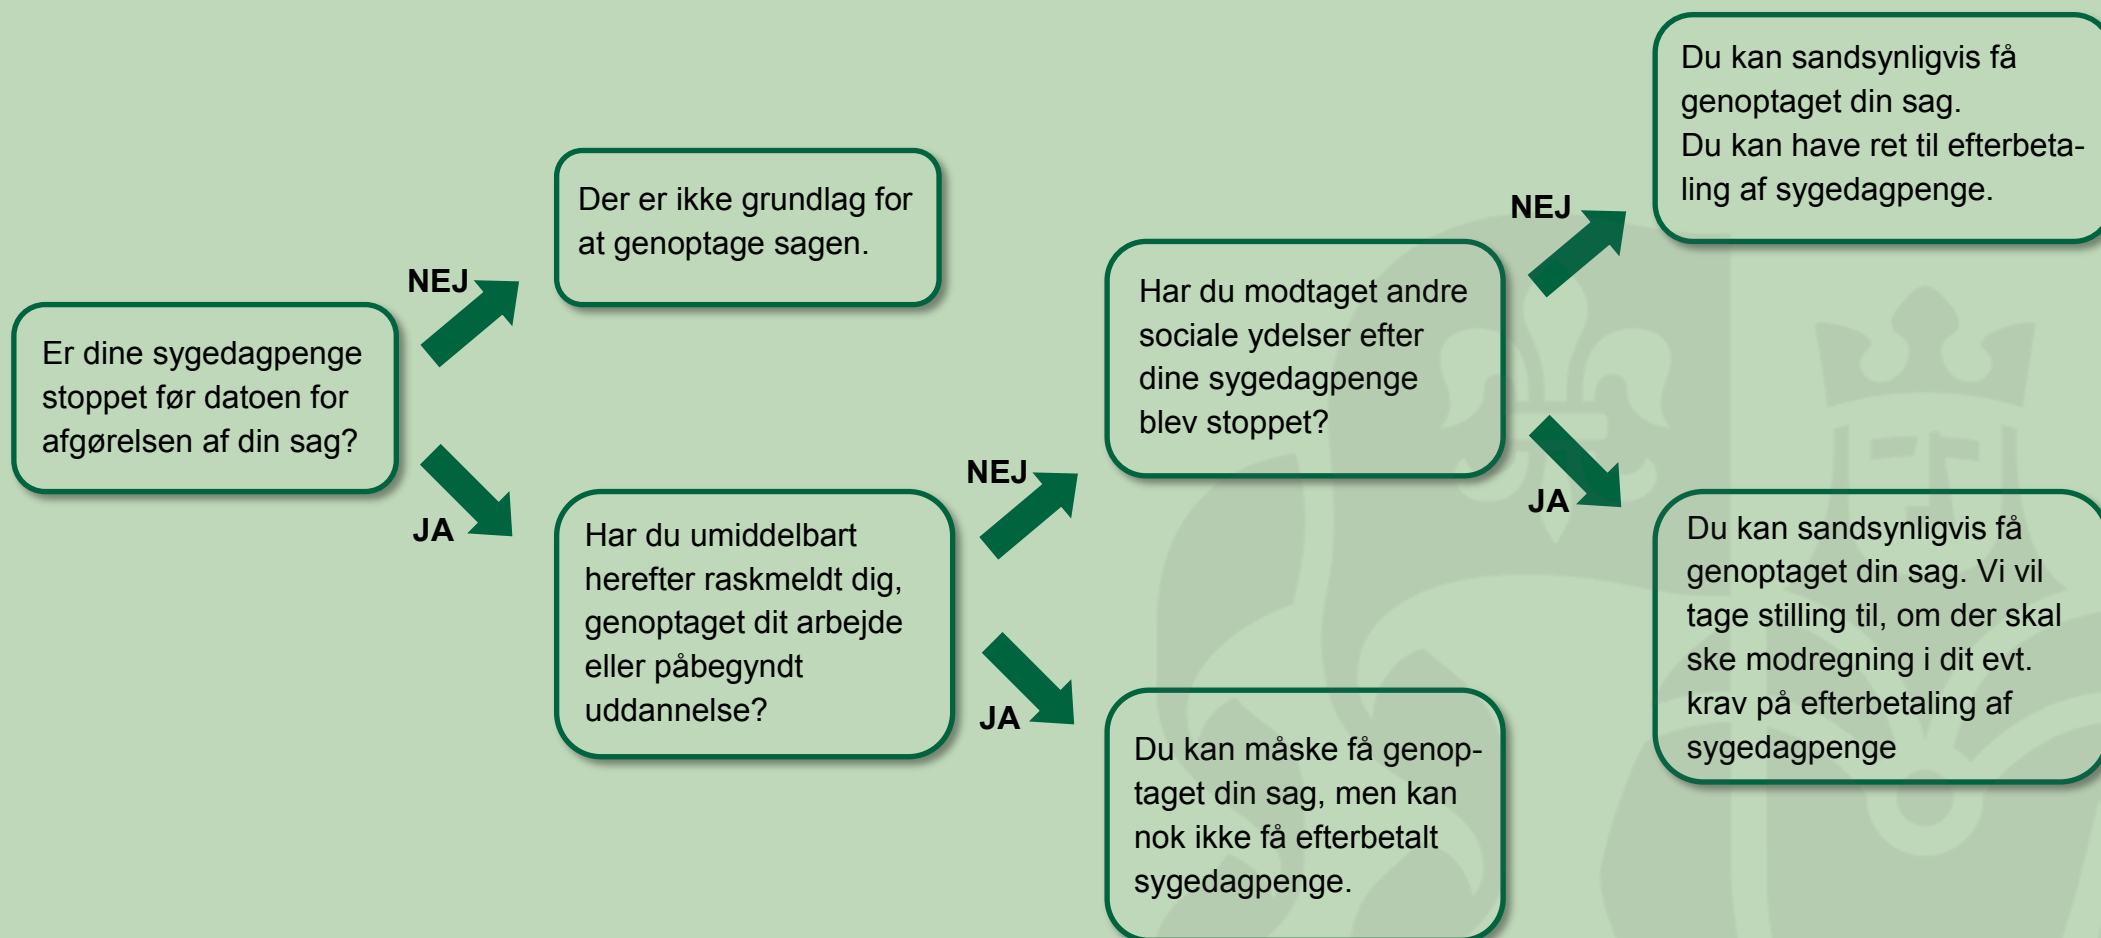 Er dine sygedagpenge
stoppet før datoen for
afgørelsen af din sag?
NEJ
Der er ikke grundlag for
at genoptage sagen.
JA
Har du umiddelbart
herefter raskmeldt dig,
genoptaget dit arbejde
eller påbegyndt
uddannelse?
NEJ
Har du modtaget andre
sociale ydelser efter
dine sygedagpenge
blev stoppet?
NEJ
Du kan sandsynligvis få
genoptaget din sag.
Du kan have ret til efterbeta-
ling af sygedagpenge.
JA
Du kan sandsynligvis få
genoptaget din sag. Vi vil
tage stilling til, om der skal
ske modregning i dit evt.
krav på efterbetaling af
sygedagpenge
JA
Du kan måske få genop-
taget din sag, men kan
nok ikke få efterbetalt
sygedagpenge.